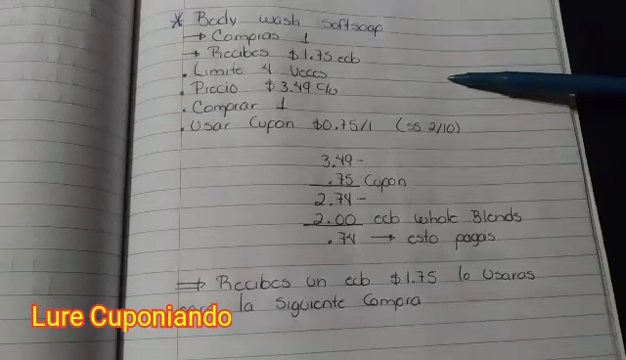 * Body wash softsoap
→ Compras 1
→ Recibes $1.75 ecb
• Limite 4 veces
• Precio $3.49 c/u
• Comprar 1
• Usar Cupon $0.75/1 (SS 2/10)
3.49 -
.75 Cupon
2.74 -
2.00 ecb whole Blends
.74 → esto pagas
⇒ Recibes un ecb $1.75 lo usaras
para la siguiente compra
Lure Cuponiando